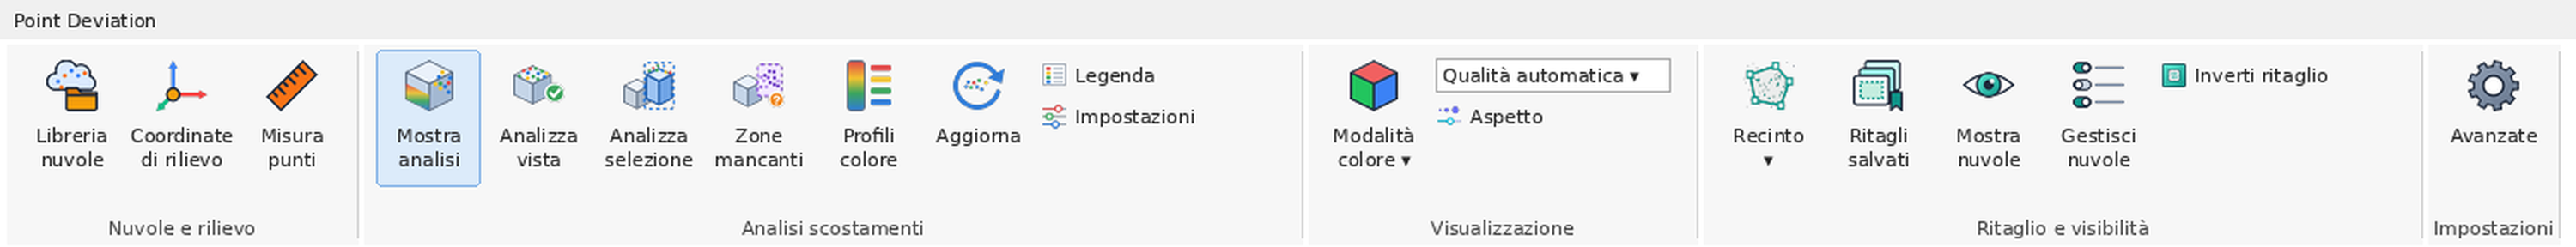 Point Deviation
Libreria
nuvole
Coordinate
di rilievo
Misura
punti
Nuvole e rilievo
Mostra
analisi
Analizza
vista
Analizza
selezione
Zone
mancanti
Profili
colore
Aggiorna
Legenda
Impostazioni
Analisi scostamenti
Modalità
colore ▾
Qualità automatica ▾
Aspetto
Visualizzazione
Recinto
▾
Ritagli
salvati
Mostra
nuvole
Gestisci
nuvole
Inverti ritaglio
Ritaglio e visibilità
Avanzate
Impostazioni